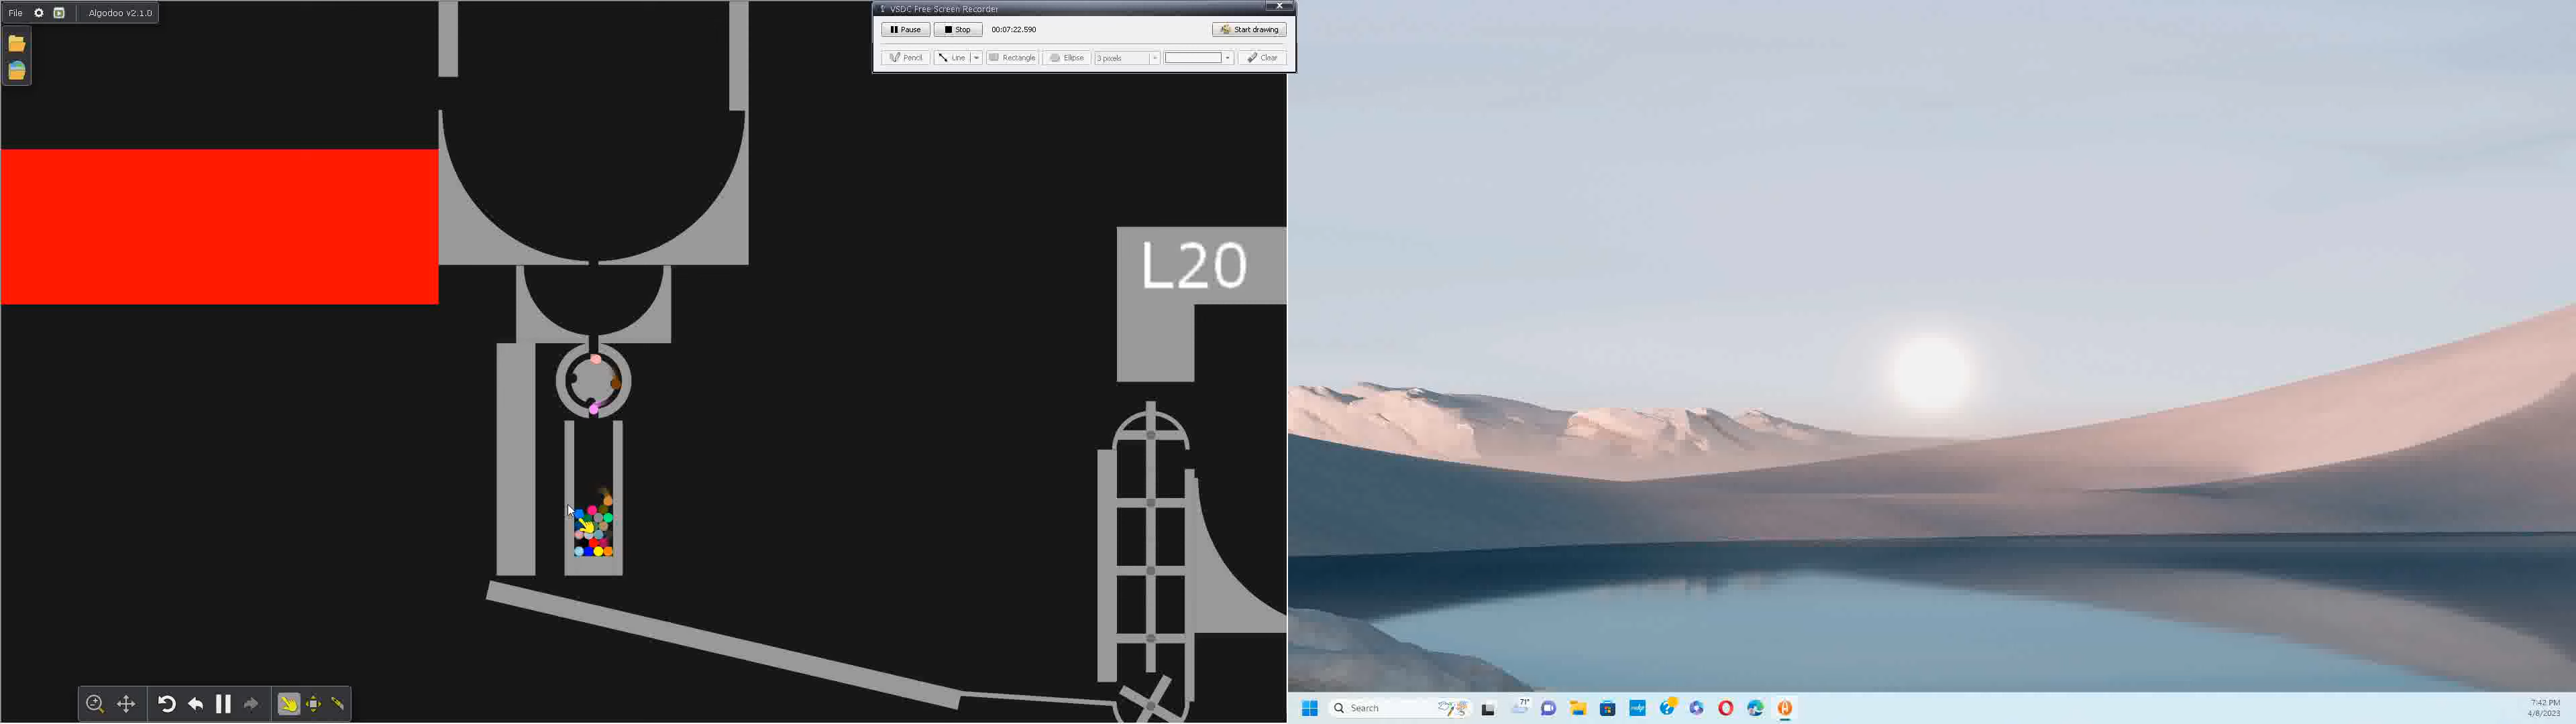 File
Algodoo v2.1.0
VSDC Free Screen Recorder
Pause
Stop
00:07:22.590
Start drawing
Pencil
Line
Rectangle
Ellipse
3 pixels
Clear
L20
Search
71°
7:42 PM
4/8/2023